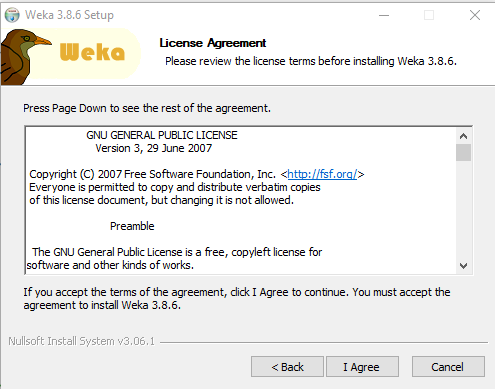 Weka 3.8.6 Setup
Weka
License Agreement
Please review the license terms before installing Weka 3.8.6.
Press Page Down to see the rest of the agreement.
GNU GENERAL PUBLIC LICENSE
Version 3, 29 June 2007
Copyright (C) 2007 Free Software Foundation, Inc. <http://fsf.org/>
Everyone is permitted to copy and distribute verbatim copies
of this license document, but changing it is not allowed.
Preamble
The GNU General Public License is a free, copyleft license for
software and other kinds of works.
If you accept the terms of the agreement, click I Agree to continue. You must accept the
agreement to install Weka 3.8.6.
Nullsoft Install System v3.06.1
< Back
I Agree
Cancel